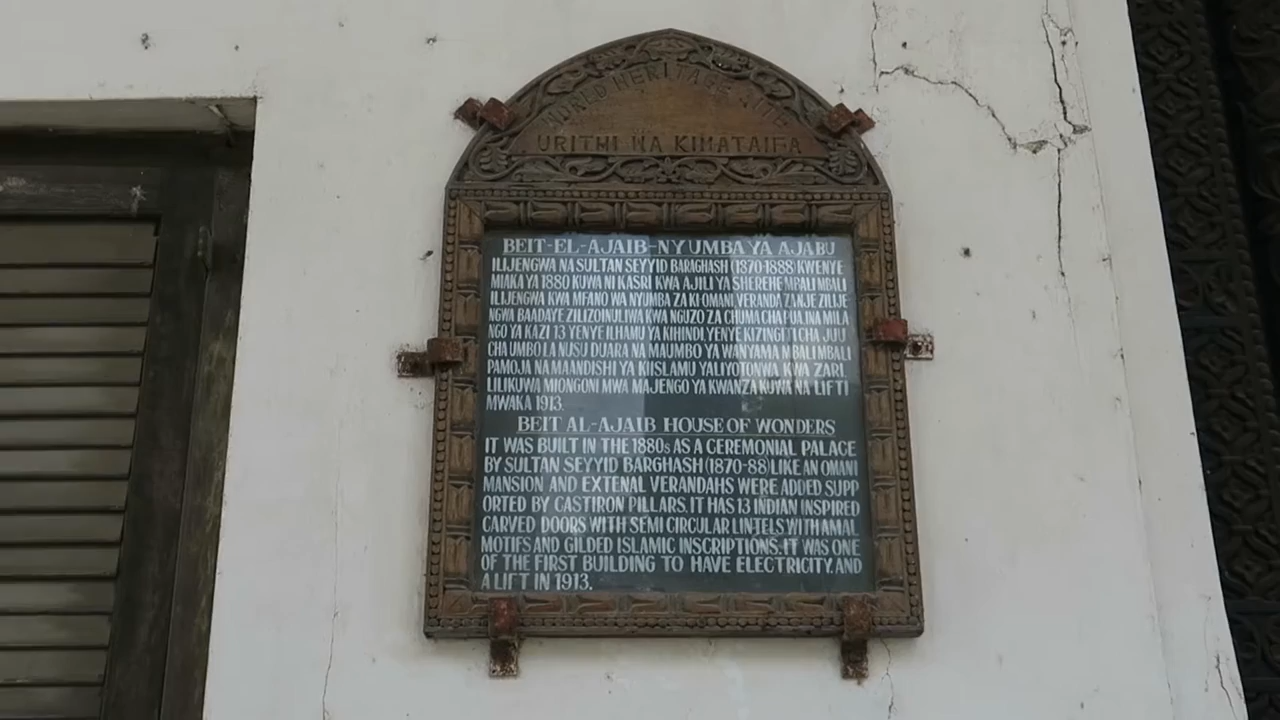 WORLD HERITAGE SITE
URITHI WA KIMATAIFA
BEIT-EL-AJAIB-NYUMBA YA AJABU
ILIJENGWA NA SULTAN SEYYID BARAGHASH (1870-1888) KWENYE
MIAKA YA 1880 KUWA NI KASRI KWA AJILI YA SHEREHE MBALI MBALI
ILIJENGWA KWA MFANO WA NYUMBA ZA KI OMANI, VERANDA ZA NJE ZILIJE
NGWA BAADAYE ZILIZOINULIWA KWA NGUZO ZA CHUMA CHA PUA. INA MILA
NGO YA KAZI 13 YENYE ILHAMU YA KIHINDI, YENYE KIZINGITI CHA JUU
CHA UMBO LA NUSU DUARA NA MAUMBO YA WANYAMA MBALI MBALI
PAMOJA NA MAANDISHI YA KIISLAMU YALIYOTONWA KWA ZARI.
LILIKUWA MIONGONI MWA MAJENGO YA KWANZA KUWA NA LIFTI
MWAKA 1913.
BEIT AL-AJAIB HOUSE OF WONDERS
IT WAS BUILT IN THE 1880s AS A CEREMONIAL PALACE
BY SULTAN SEYYID BARGHASH (1870-88) LIKE AN OMANI
MANSION AND EXTENAL VERANDAHS WERE ADDED SUPP
ORTED BY CASTIRON PILLARS. IT HAS 13 INDIAN INSPIRED
CARVED DOORS WITH SEMI CIRCULAR LINTELS WITH AMAL
MOTIFS AND GILDED ISLAMIC INSCRIPTIONS. IT WAS ONE
OF THE FIRST BUILDING TO HAVE ELECTRICITY, AND
A LIFT IN 1913.